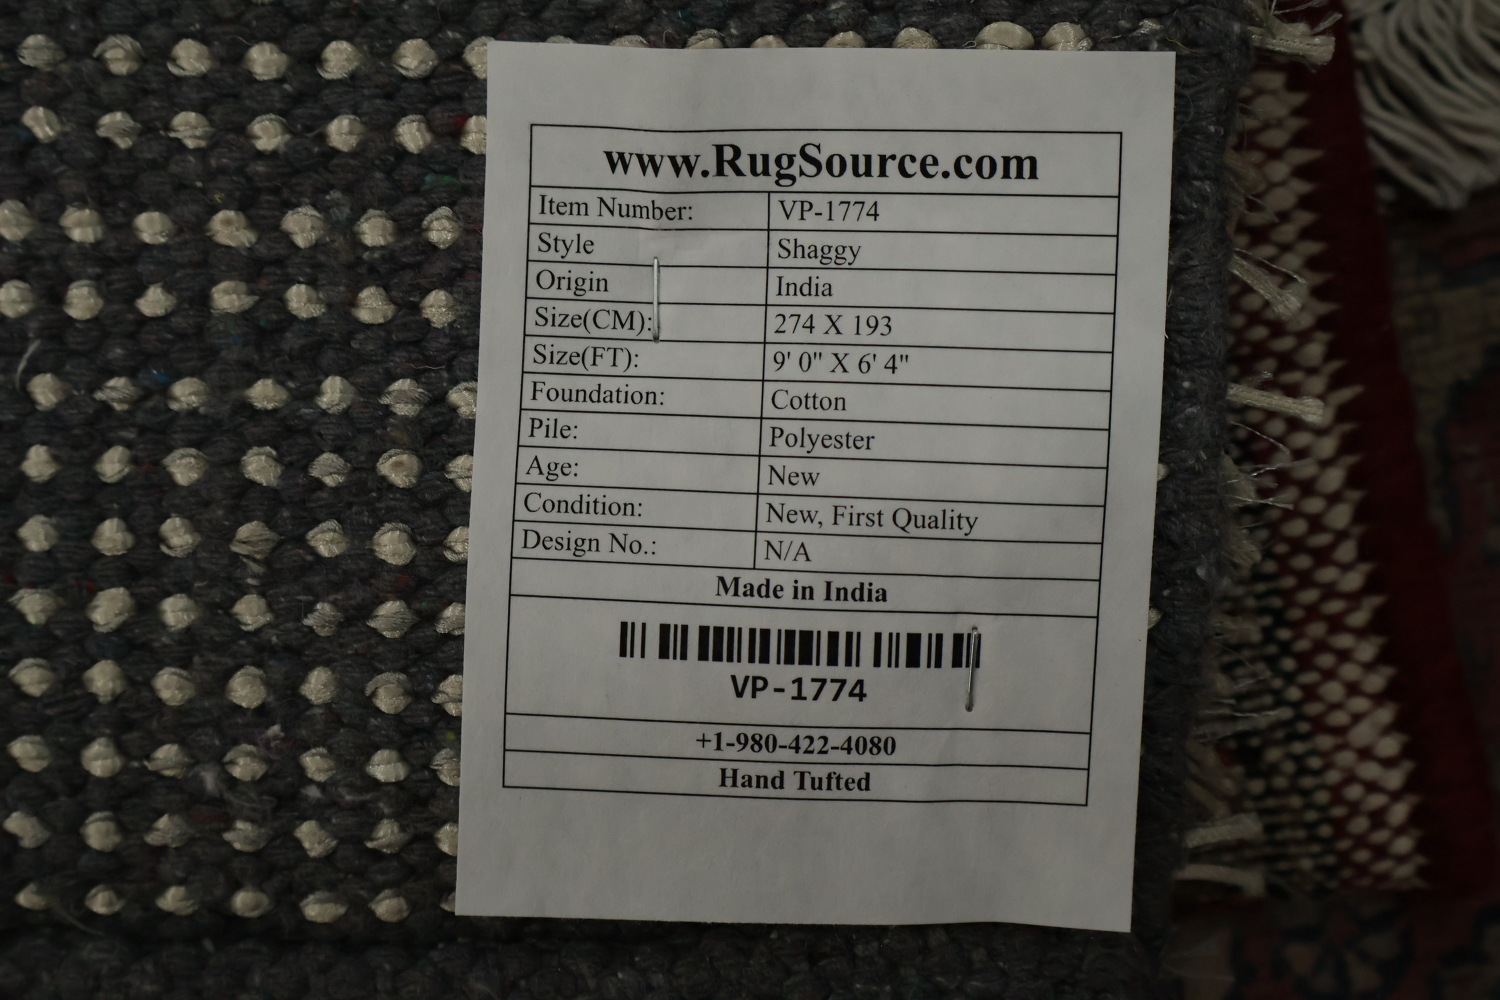 www.RugSource.com
Item Number: VP-1774
Style Shaggy
Origin India
Size(CM): 274 X 193
Size(FT): 9' 0" X 6' 4"
Foundation: Cotton
Pile: Polyester
Age: New
Condition: New, First Quality
Design No.: N/A
Made in India
VP-1774
+1-980-422-4080
Hand Tufted